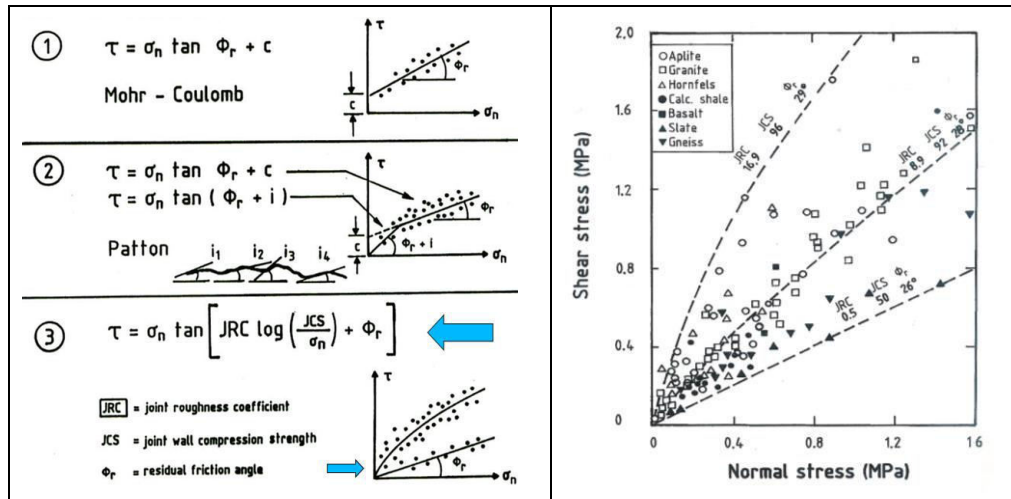 1
τ = σn tan Φr + c
Mohr – Coulomb
τ
c
Φr
σn
2
τ = σn tan Φr + c
τ = σn tan ( Φr + i )
Patton
i1 i2 i3 i4
τ
c
Φr
Φr + i
σn
3
τ = σn tan [ JRC log ( JCS / σn ) + Φr ]
JRC = joint roughness coefficient
JCS = joint wall compression strength
Φr = residual friction angle
τ
Φr
σn
Shear stress (MPa)
2.0
1.6
1.2
0.8
0.4
0
Aplite
Granite
Hornfels
Calc. shale
Basalt
Slate
Gneiss
JRC JCS Φr
16,9 96 29°
JRC JCS Φr
8.9 92 28°
JRC JCS Φr
0.5 50 26°
0 0,4 0.8 1.2 1 6
Normal stress (MPa)